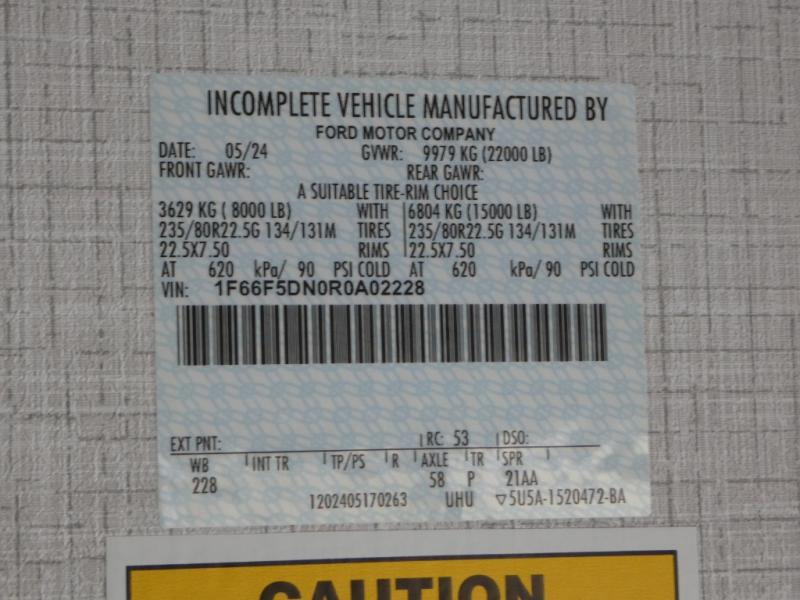 INCOMPLETE VEHICLE MANUFACTURED BY
FORD MOTOR COMPANY
DATE: 05/24 GVWR: 9979 KG (22000 LB)
FRONT GAWR: REAR GAWR:
A SUITABLE TIRE-RIM CHOICE
3629 KG ( 8000 LB) WITH 6804 KG (15000 LB) WITH
235/80R22.5G 134/131M TIRES 235/80R22.5G 134/131M TIRES
22.5X7.50 RIMS 22.5X7.50 RIMS
AT 620 kPa/ 90 PSI COLD AT 620 kPa/ 90 PSI COLD
VIN: 1F66F5DN0R0A02228
EXT PNT: RC: 53 DSO:
WB INT TR TP/PS R AXLE TR SPR
228 58 P 21AA
1202405170263 UHU ▽5U5A-1520472-BA
CAUTION